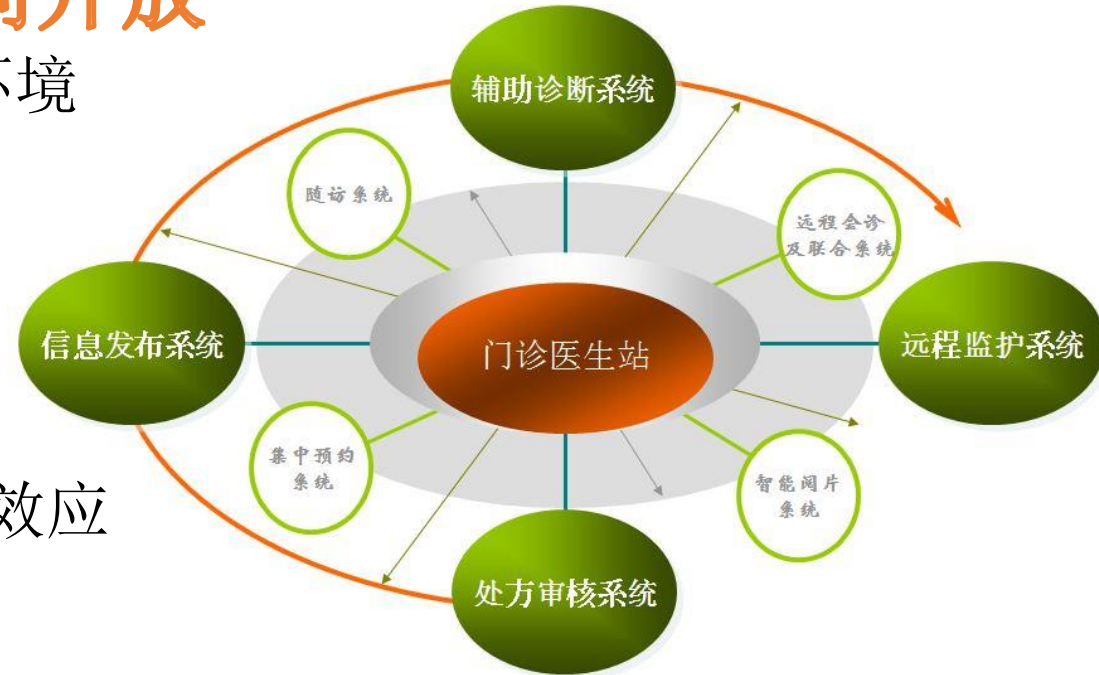 开放
环境
辅助诊断系统
随访系统
远程会诊
及联合系统
信息发布系统
门诊医生站
远程监护系统
集中预约
系统
智能阅片
系统
效应
处方审核系统